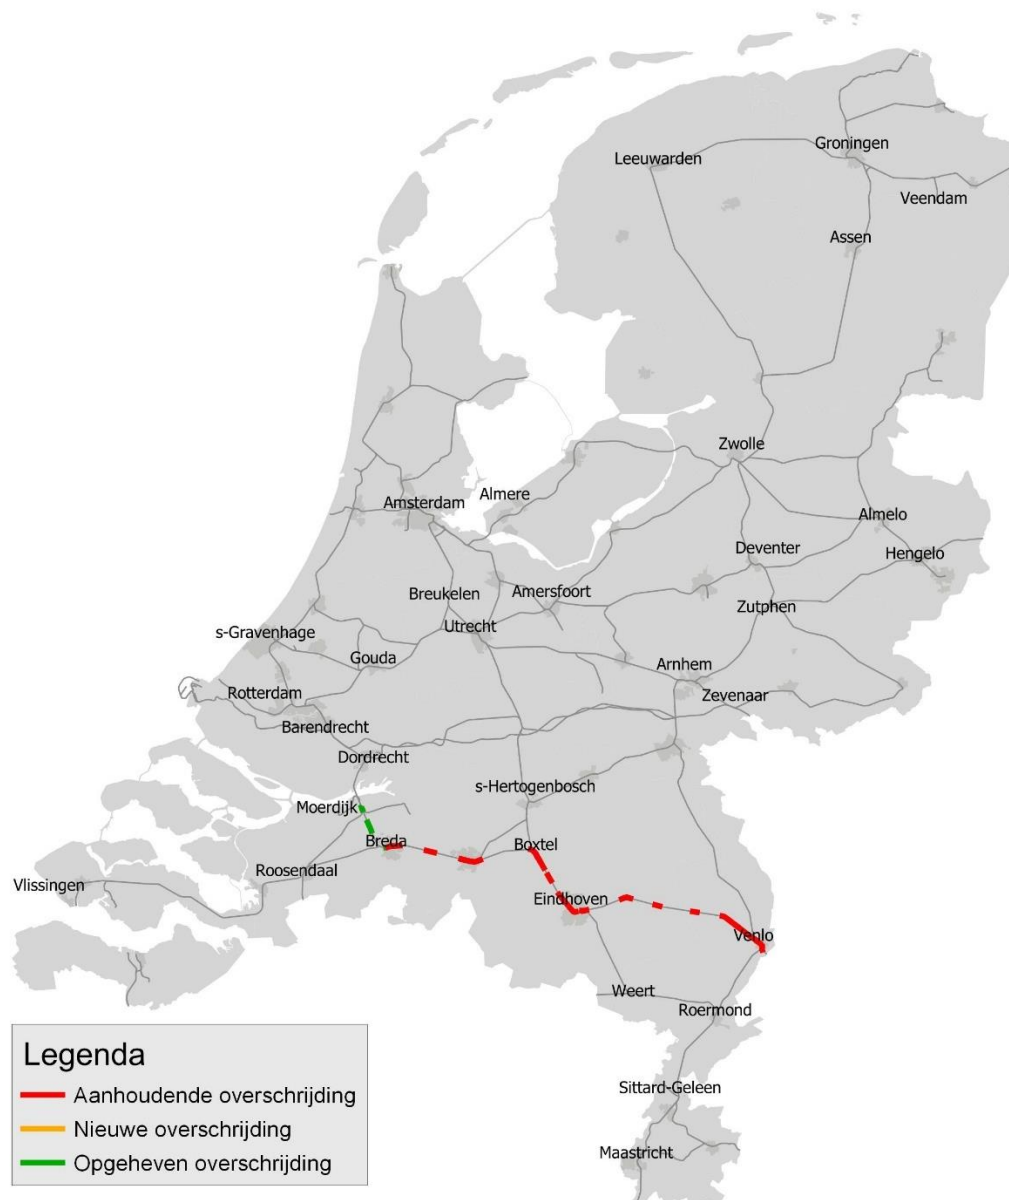 Groningen
Leeuwarden
Veendam
Assen
Zwolle
Almere
Amsterdam
Almelo
Deventer
Hengelo
Breukelen
Amersfoort
Zutphen
Utrecht
s-Gravenhage
Gouda
Arnhem
Rotterdam
Zevenaar
Barendrecht
Dordrecht
s-Hertogenbosch
Moerdijk
Breda
Boxtel
Roosendaal
Vlissingen
Eindhoven
Venlo
Weert
Roermond
Legenda
Aanhoudende overschrijding
Nieuwe overschrijding
Opgeheven overschrijding
Sittard-Geleen
Maastricht